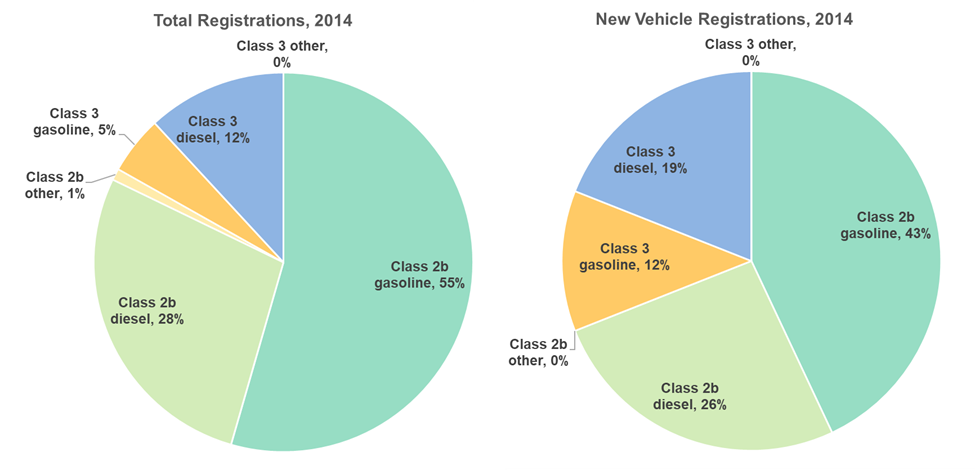 Total Registrations, 2014
Class 3 other,
0%
Class 3
diesel, 12%
Class 3
gasoline, 5%
Class 2b
other, 1%
Class 2b
gasoline, 55%
Class 2b
diesel, 28%
New Vehicle Registrations, 2014
Class 3 other,
0%
Class 3
diesel, 19%
Class 2b
gasoline, 43%
Class 3
gasoline, 12%
Class 2b
other, 0%
Class 2b
diesel, 26%